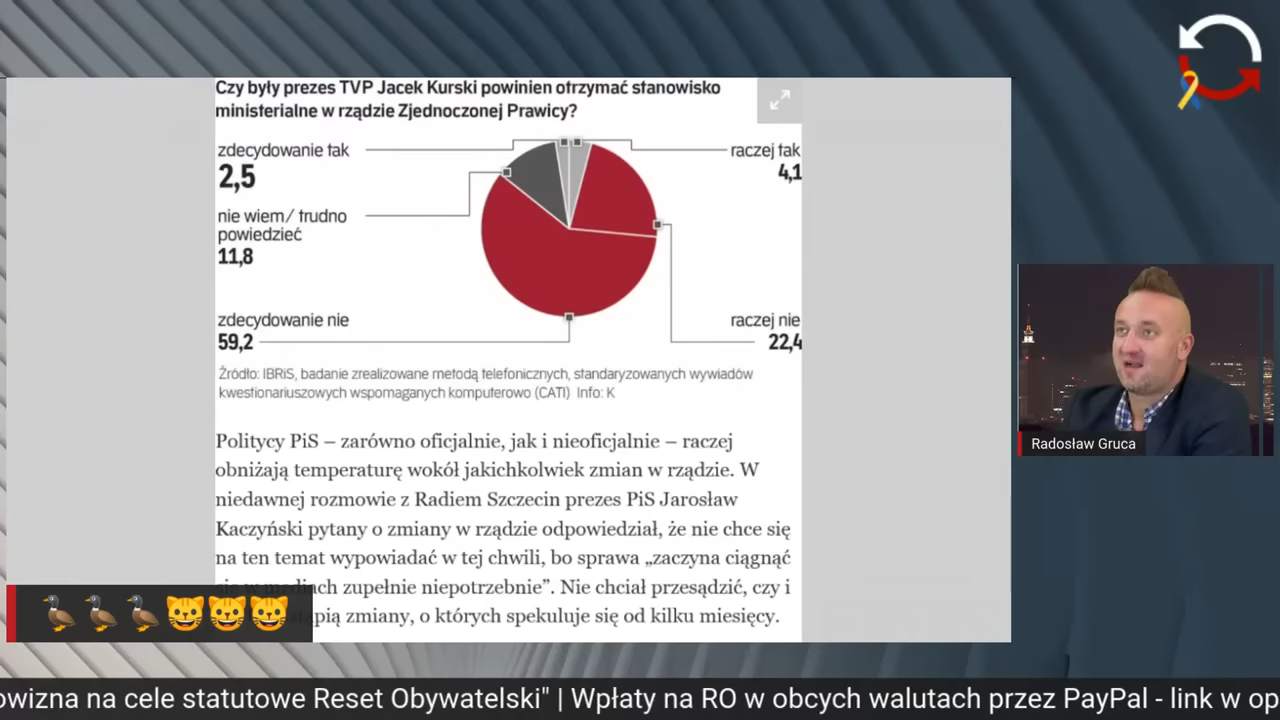 Czy były prezes TVP Jacek Kurski powinien otrzymać stanowisko
ministerialne w rządzie Zjednoczonej Prawicy?
zdecydowanie tak
2,5
raczej tak
4,1
nie wiem/ trudno
powiedzieć
11,8
zdecydowanie nie
59,2
raczej nie
22,4
Źródło: IBRiS, badanie zrealizowane metodą telefonicznych, standaryzowanych wywiadów
kwestionariuszowych wspomaganych komputerowo (CATI) Info: K
Politycy PiS – zarówno oficjalnie, jak i nieoficjalnie – raczej
obniżają temperaturę wokół jakichkolwiek zmian w rządzie. W
niedawnej rozmowie z Radiem Szczecin prezes PiS Jarosław
Kaczyński pytany o zmiany w rządzie odpowiedział, że nie chce się
na ten temat wypowiadać w tej chwili, bo sprawa „zaczyna ciągnąć
się w mediach zupełnie niepotrzebnie”. Nie chciał przesądzić, czy i
zmiany, o których spekuluje się od kilku miesięcy.
Radosław Gruca
owizna na cele statutowe Reset Obywatelski" | Wpłaty na RO w obcych walutach przez PayPal - link w op